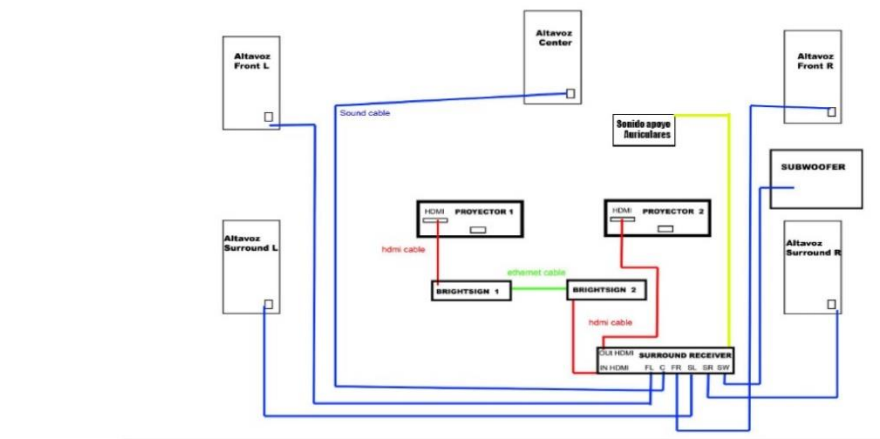 Altavoz
Front L
Altavoz
Center
Altavoz
Front R
Sound cable
Sonido apoyo
Auriculares
SUBWOOFER
HDMI PROYECTOR 1
HDMI PROYECTOR 2
Altavoz
Surround L
Altavoz
Surround R
hdmi cable
ethernet cable
BRIGHTSIGN 1
BRIGHTSIGN 2
hdmi cable
OUI HDMI SURROUND RECEIVER
IN HDMI FL C FR SL SR SW